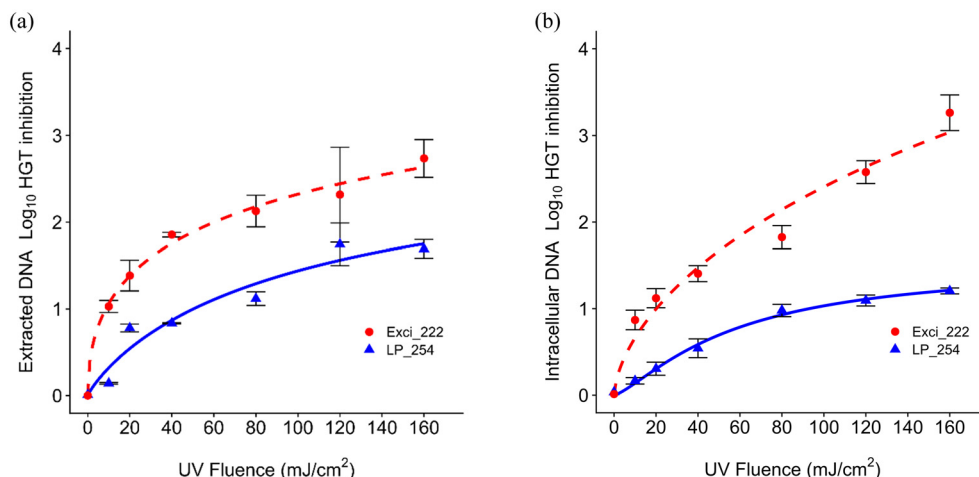 (a)
Extracted DNA Log₁₀ HGT inhibition
4
3
2
1
0
Exci_222
LP_254
0 20 40 60 80 100 120 140 160
UV Fluence (mJ/cm²)
(b)
Intracellular DNA Log₁₀ HGT inhibition
4
3
2
1
0
Exci_222
LP_254
0 20 40 60 80 100 120 140 160
UV Fluence (mJ/cm²)